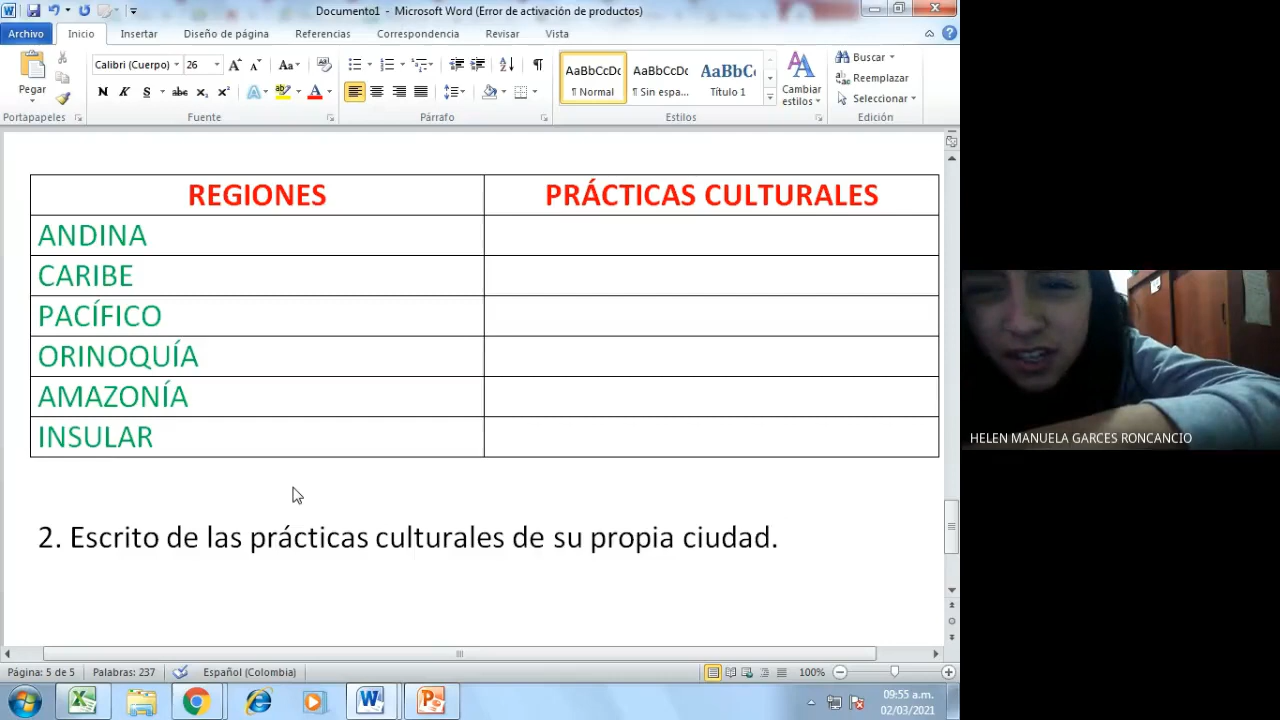 Documento1 - Microsoft Word (Error de activación de productos)
Archivo Inicio Insertar Diseño de página Referencias Correspondencia Revisar Vista
Calibri (Cuerpo) 26 Aa
Buscar
Reemplazar
Seleccionar
Pegar
N K S abc x₂ x² A
AaBbCcDc AaBbCcDc AaBbC
¶ Normal ¶ Sin espa... Título 1
Cambiar estilos
Portapapeles Fuente Párrafo Estilos Edición
REGIONES PRÁCTICAS CULTURALES
ANDINA
CARIBE
PACÍFICO
ORINOQUÍA
AMAZONÍA
INSULAR
HELEN MANUELA GARCES RONCANCIO
2. Escrito de las prácticas culturales de su propia ciudad.
Página: 5 de 5 Palabras: 237 Español (Colombia) 100%
09:55 a.m.
02/03/2021